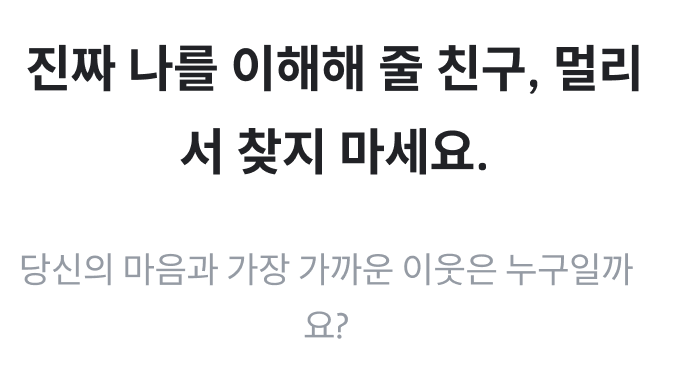 진짜 나를 이해해 줄 친구, 멀리
서 찾지 마세요.
당신의 마음과 가장 가까운 이웃은 누구일까
요?